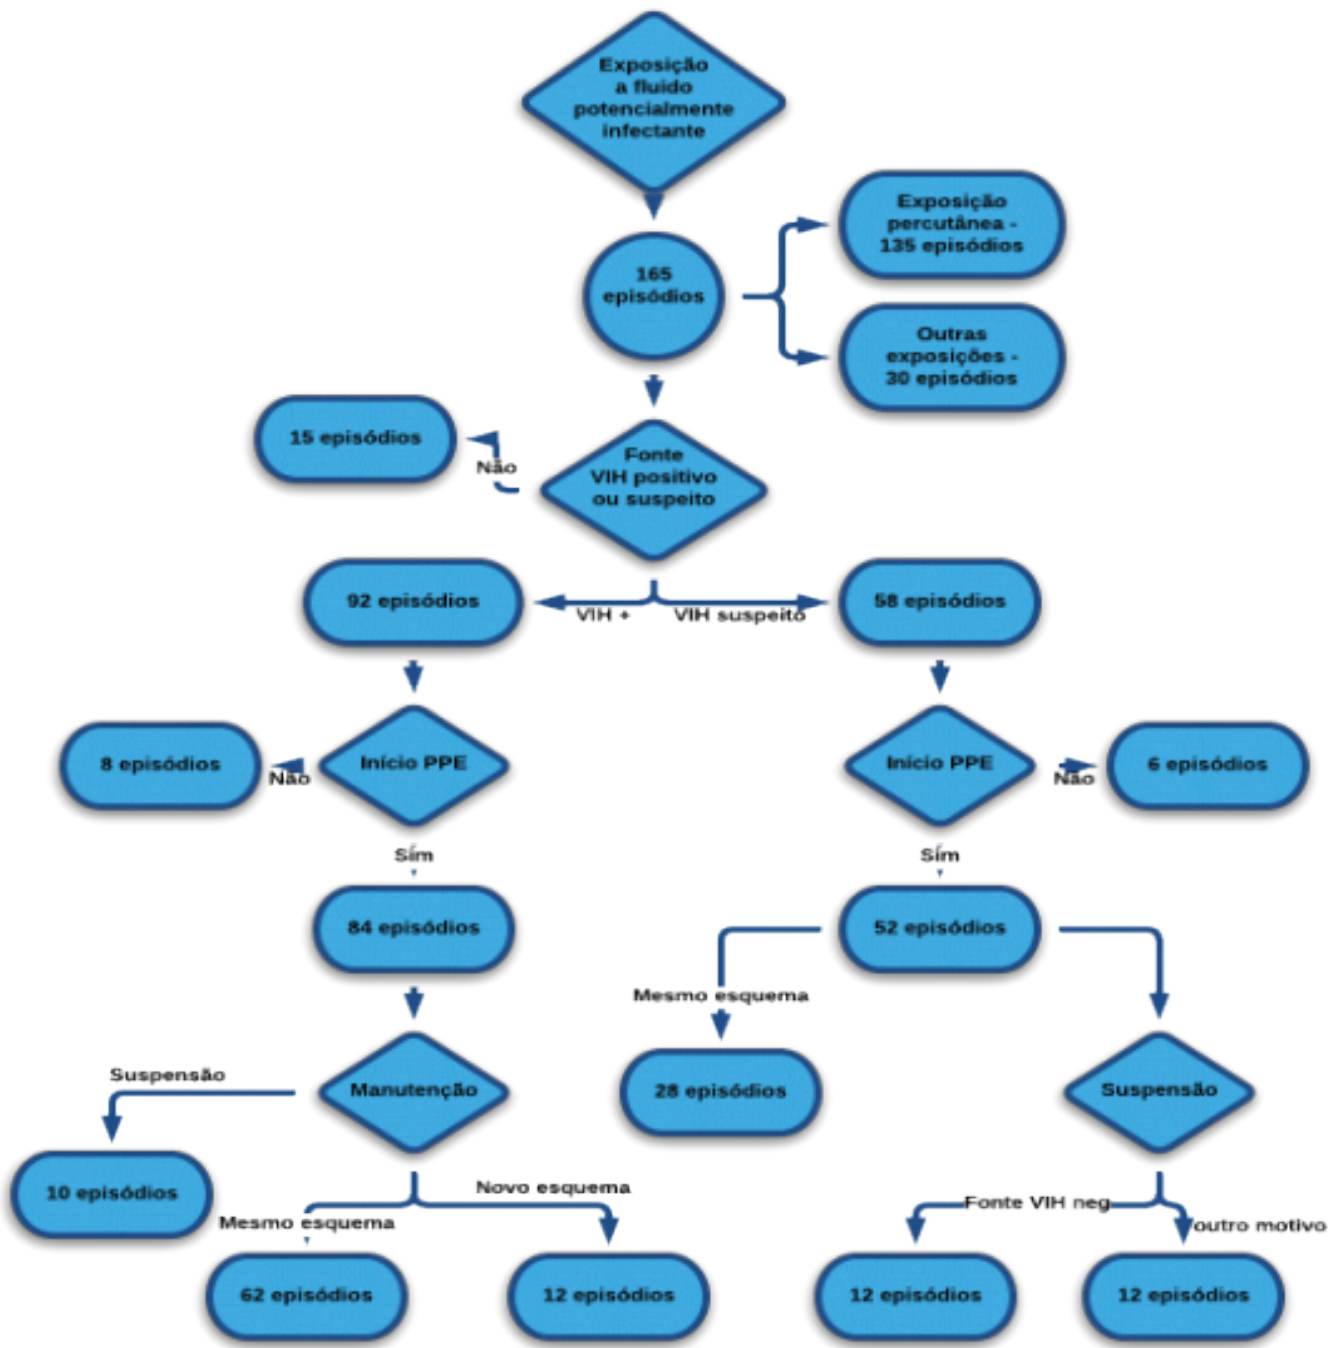 Exposição
a fluido
potencialmente
infectante
Exposição
percutânea -
135 episódios
165
episódios
Outras
exposições -
30 episódios
15 episódios
Não
Fonte
VIH positivo
ou suspeito
92 episódios
VIH +
VIH suspeito
58 episódios
8 episódios
Não
Início PPE
Início PPE
Não
6 episódios
Sím
Sím
84 episódios
52 episódios
Mesmo esquema
Suspensão
Manutenção
28 episódios
Suspensão
10 episódios
Novo esquema
Mesmo esquema
Fonte VIH neg
outro motivo
62 episódios
12 episódios
12 episódios
12 episódios